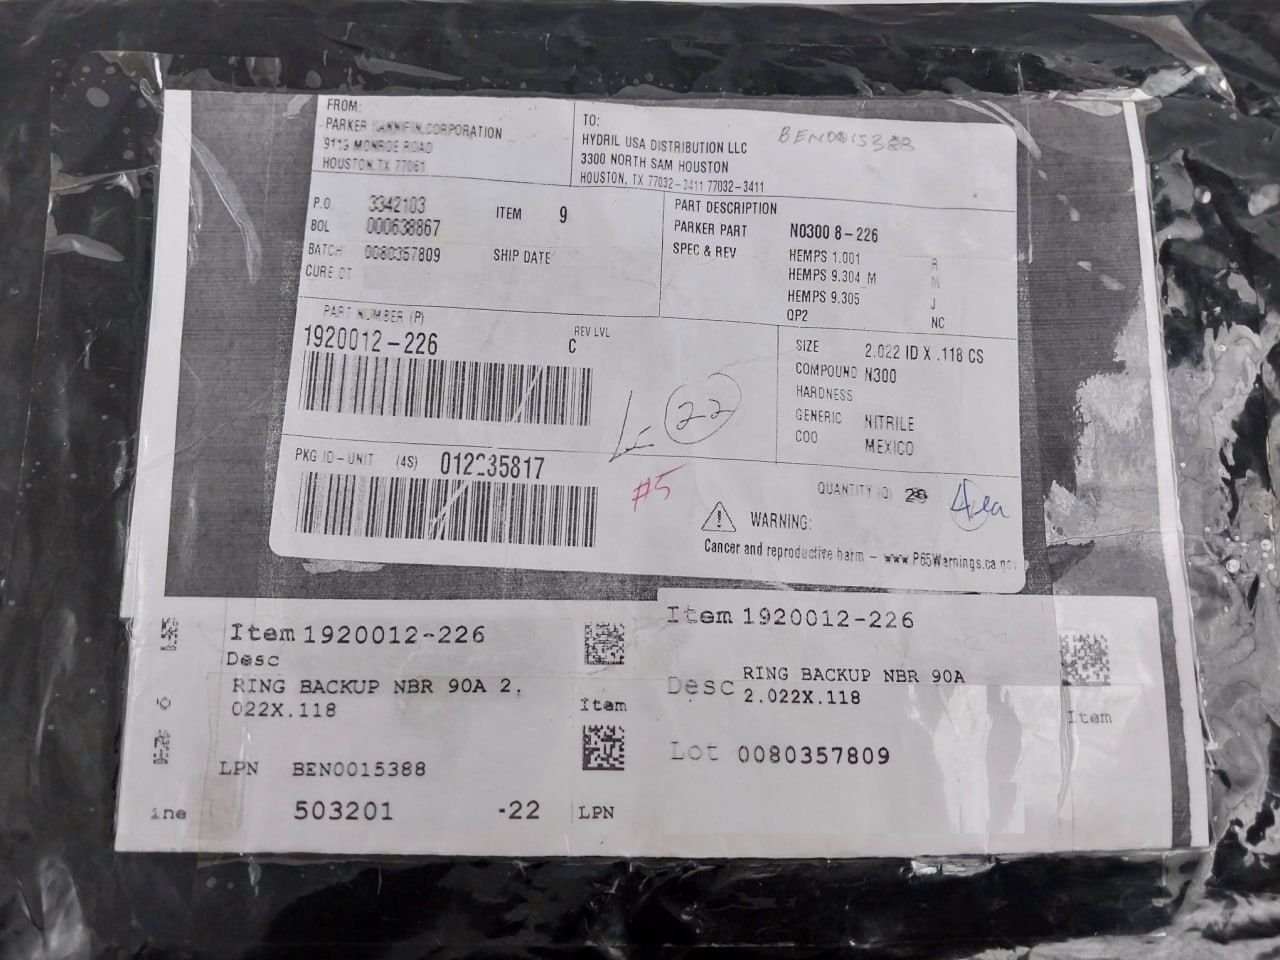 FROM:
PARKER HANNIFIN CORPORATION
9113 MONROE ROAD
HOUSTON, TX 77061
TO:
HYDRIL USA DISTRIBUTION LLC
3300 NORTH SAM HOUSTON
HOUSTON, TX 77032-3411 77032-3411
BEN0015388
P.O. 3342103 ITEM 9
BOL 000638867
BATCH 0080357809 SHIP DATE
CURE DT
PART DESCRIPTION
PARKER PART N0300 8-226
SPEC & REV HEMPS 1.001 R
HEMPS 9.304 M M
HEMPS 9.305 J
QP2 NC
PART NUMBER (P)
1920012-226
REV LVL
C
SIZE 2.022 ID X .118 CS
COMPOUND N300
HARDNESS
GENERIC NITRILE
COO MEXICO
22
PKG ID-UNIT (4S)
#5
QUANTITY (Q) 28
4 ea
WARNING:
Cancer and reproductive harm - www.P65Warnings.ca.gov
Item 1920012-226
Desc
RING BACKUP NBR 90A 2.
022X.118
Item
LPN BEN0015388
503201 -22
LPN
ine
Item 1920012-226
Desc RING BACKUP NBR 90A
2.022X.118
Item
Lot 0080357809